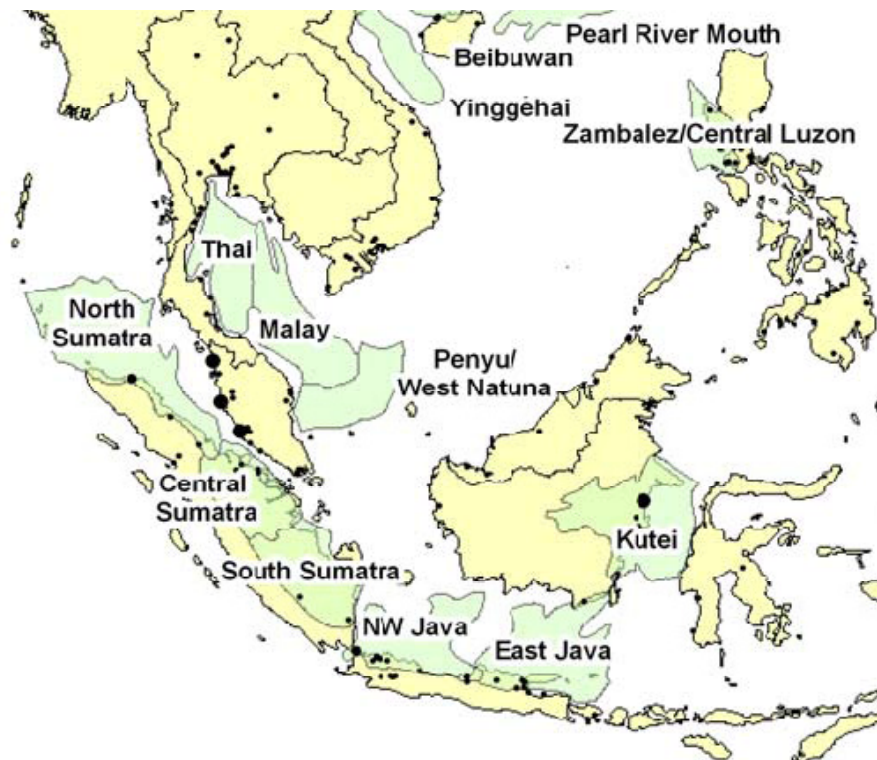 Pearl River Mouth
Beibuwan
Yinggehai
Zambalez/Central Luzon
Thai
North
Sumatra
Malay
Penyu/
West Natuna
Central
Sumatra
Kutei
South Sumatra
NW Java
East Java